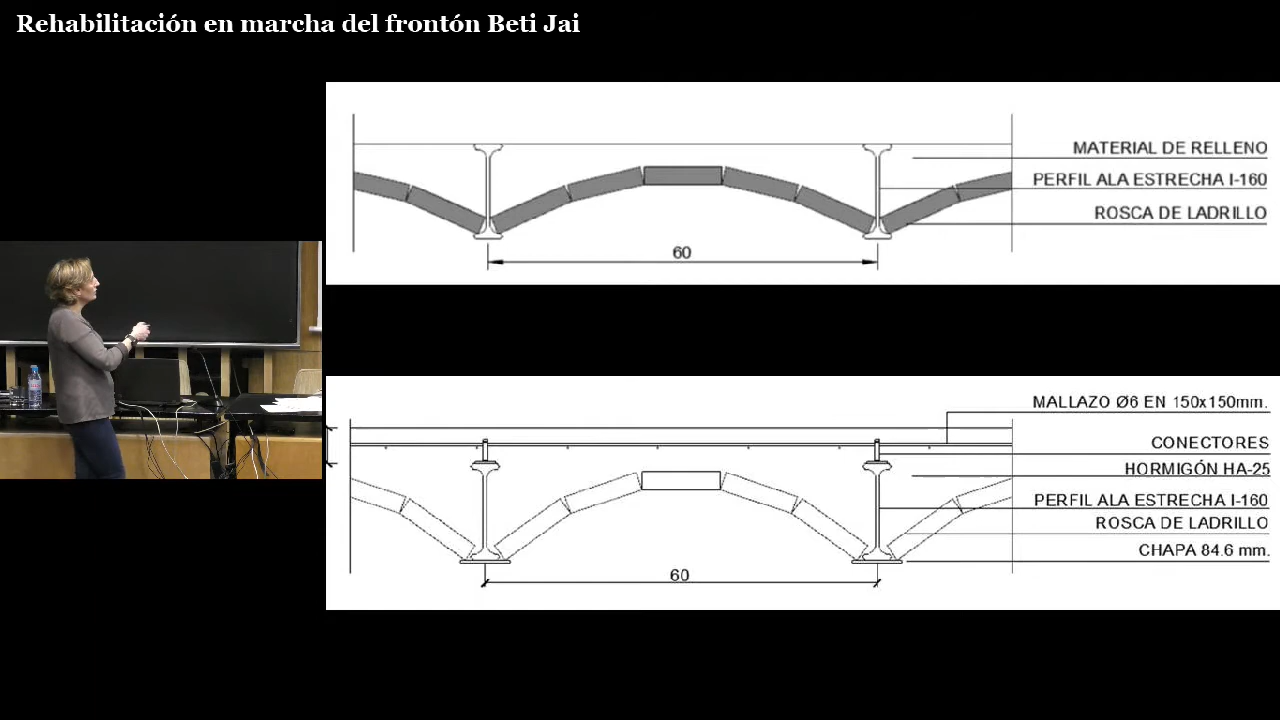 Rehabilitación en marcha del frontón Beti Jai
MATERIAL DE RELLENO
PERFIL ALA ESTRECHA I-160
ROSCA DE LADRILLO
60
MALLAZO Ø6 EN 150x150mm.
CONECTORES
HORMIGÓN HA-25
PERFIL ALA ESTRECHA I-160
ROSCA DE LADRILLO
CHAPA 84.6 mm.
60